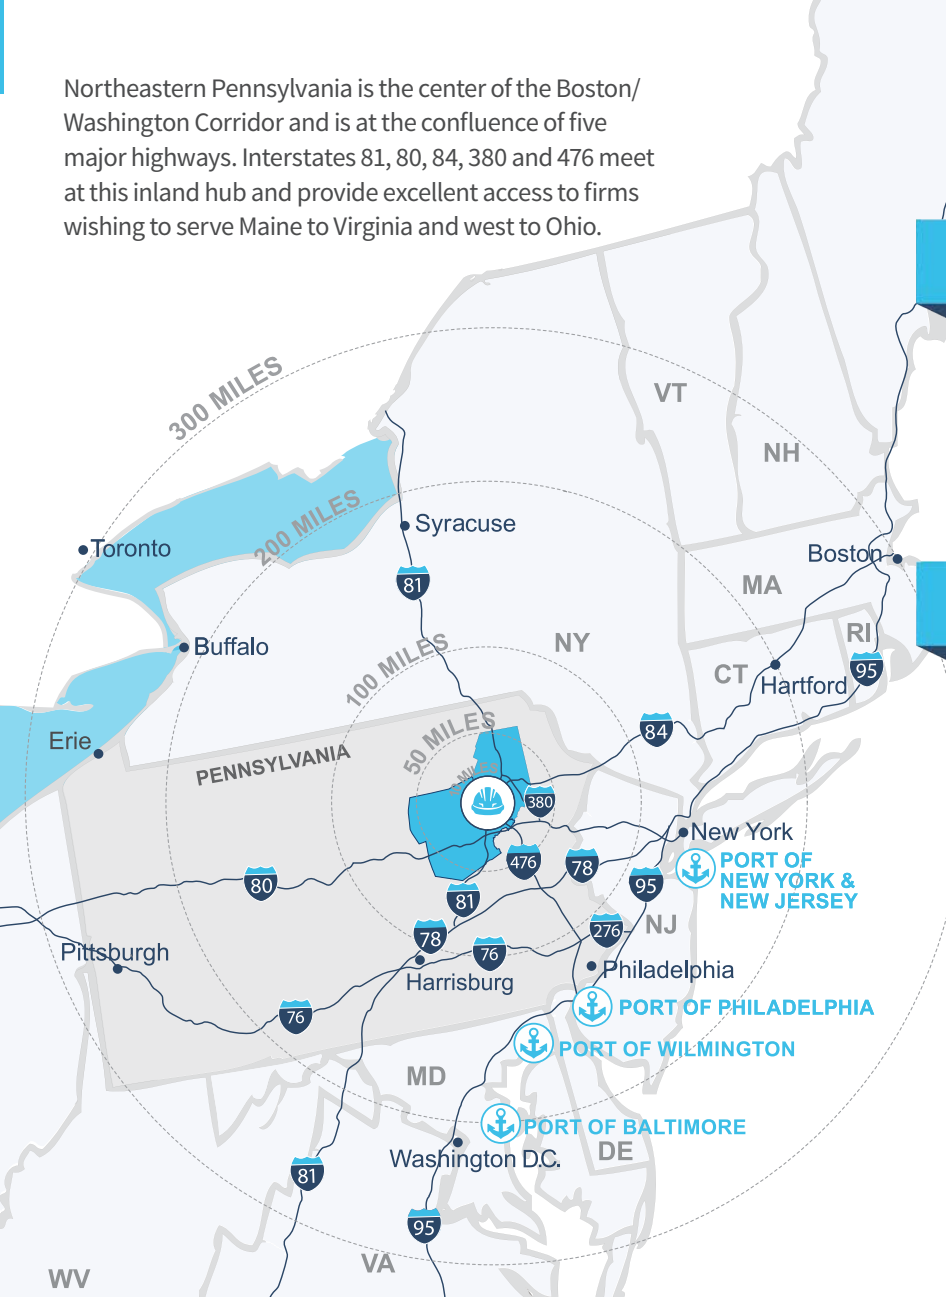 Northeastern Pennsylvania is the center of the Boston/
Washington Corridor and is at the confluence of five
major highways. Interstates 81, 80, 84, 380 and 476 meet
at this inland hub and provide excellent access to firms
wishing to serve Maine to Virginia and west to Ohio.
300 MILES
VT
NH
200 MILES
Syracuse
Toronto
Boston
81
MA
Buffalo
NY
RI
100 MILES
CT
95
Hartford
50 MILES
84
Erie
PENNSYLVANIA
MILES
380
New York
PORT OF
NEW YORK &
NEW JERSEY
476
78
80
95
81
NJ
276
78
76
Pittsburgh
Harrisburg
Philadelphia
76
PORT OF PHILADELPHIA
PORT OF WILMINGTON
MD
PORT OF BALTIMORE
Washington D.C.
DE
81
95
VA
WV